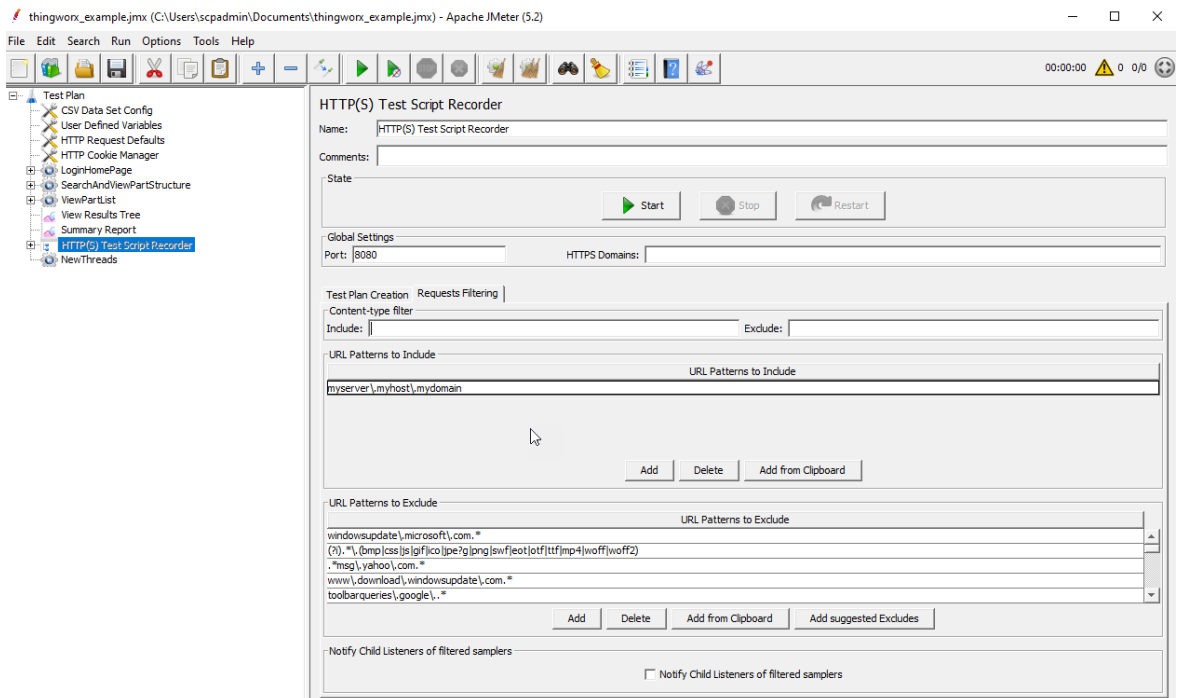 thingworx_example.jmx (C:\Users\scpadmin\Documents\thingworx_example.jmx) - Apache JMeter (5.2)
File Edit Search Run Options Tools Help
00:00:00 0 0/0
Test Plan
CSV Data Set Config
User Defined Variables
HTTP Request Defaults
HTTP Cookie Manager
LoginHomePage
SearchAndViewPartStructure
ViewPartList
View Results Tree
Summary Report
HTTP(S) Test Script Recorder
NewThreads
HTTP(S) Test Script Recorder
Name: HTTP(S) Test Script Recorder
Comments:
State
Start Stop Restart
Global Settings
Port: 8080 HTTPS Domains:
Test Plan Creation Requests Filtering
Content-type filter
Include: Exclude:
URL Patterns to Include
URL Patterns to Include
myserver\.myhost\.mydomain
Add Delete Add from Clipboard
URL Patterns to Exclude
URL Patterns to Exclude
windowsupdate\.microsoft\.com.*
(?i).*\.(bmp|css|js|gif|ico|jpe?g|png|swf|eot|otf|ttf|mp4|woff|woff2)
.*msg\.yahoo\.com.*
www\.download\.windowsupdate\.com.*
toolbarqueries\.google\..*
Add Delete Add from Clipboard Add suggested Excludes
Notify Child Listeners of filtered samplers
Notify Child Listeners of filtered samplers